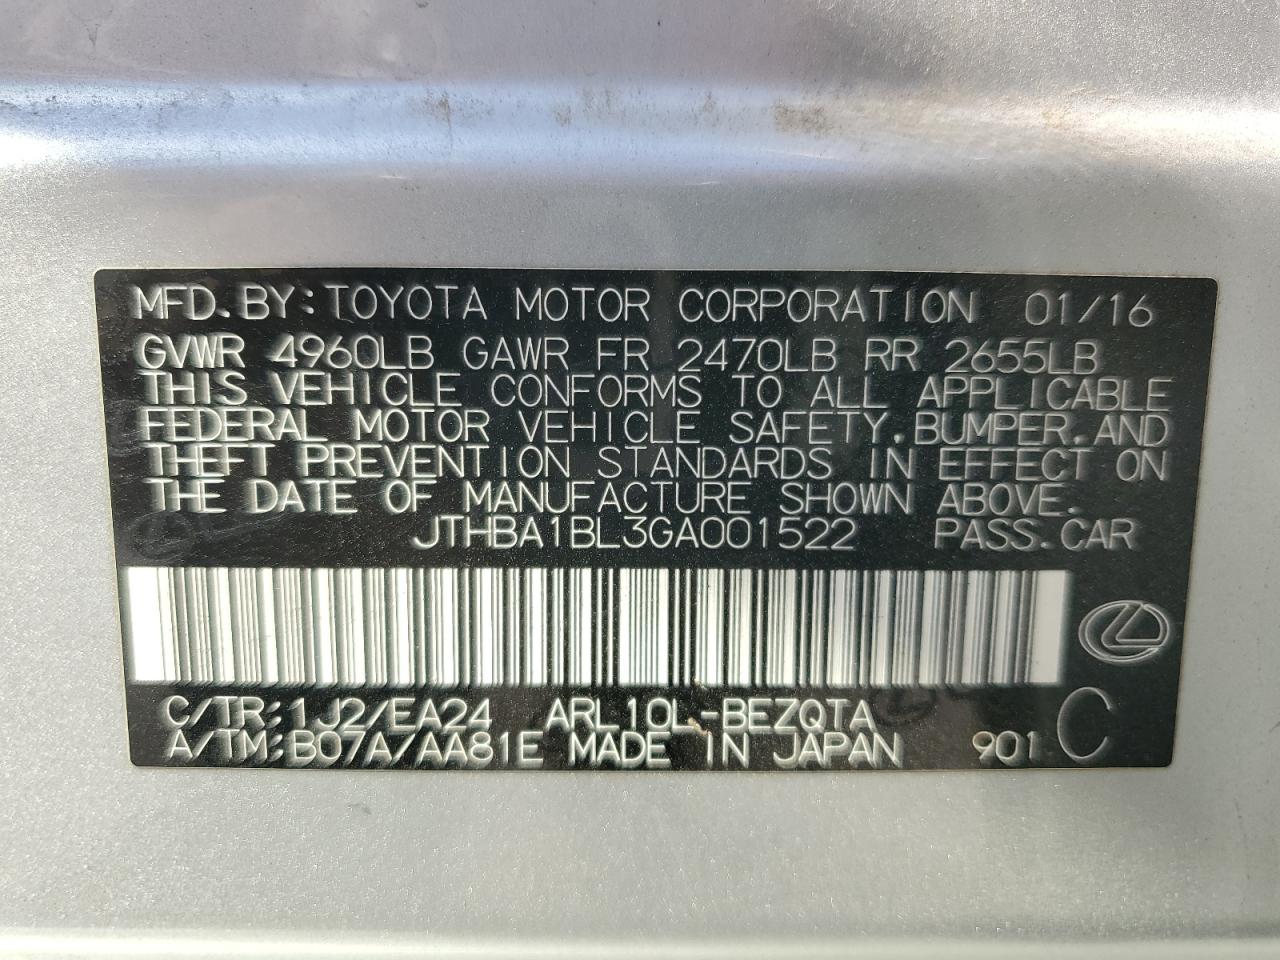 MFD. BY: TOYOTA MOTOR CORPORATION 01/16
GVWR 4960LB GAWR FR 2470LB RR 2655LB
THIS VEHICLE CONFORMS TO ALL APPLICABLE
FEDERAL MOTOR VEHICLE SAFETY, BUMPER, AND
THEFT PREVENTION STANDARDS IN EFFECT ON
THE DATE OF MANUFACTURE SHOWN ABOVE.
JTHBA1BL3GA001522 PASS. CAR
C/TR: 1J2/EA24 ARL10L-BEZQTA
A/TM: B07A/AA81E MADE IN JAPAN 901 C